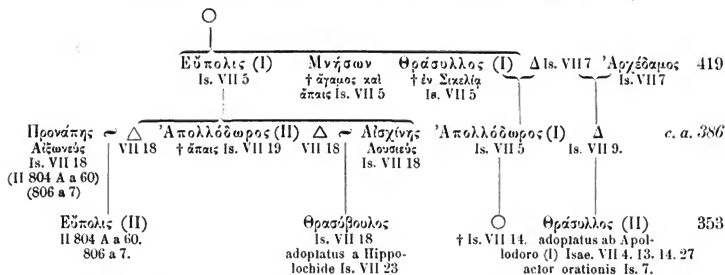 Εὔπολις (I) Μνήσων Θράσυλλος (I) Δ Is. VII 7 Ἀρχέδαμος 419
Is. VII 5 † ἄγαμος καὶ † ἐν Σικελίᾳ Is. VII 7
ἄπαις Is. VII 5 Is. VII 5
Προνάπης ~ Δ Ἀπολλόδωρος (II) Δ ~ Αἰσχίνης Ἀπολλόδωρος (I) Δ c. a. 386
Αἰξωνεύς VII 18 † ἄπαις Is. VII 19 VII 18 Λουσιεύς Is. VII 5 Is. VII 9.
Is. VII 18 Is. VII 18
(II 804 A a 60)
(806 a 7)
Εὔπολις (II) Θρασύβουλος Θράσυλλος (II) 353
II 804 A a 60. Is. VII 18 † Is. VII 14. adoptatus ab Apol-
806 a 7. adoptatus a Hippo- lodoro (I) Isae. VII 4. 13. 14. 27
lochide Is. VII 23 actor orationis Is. 7.